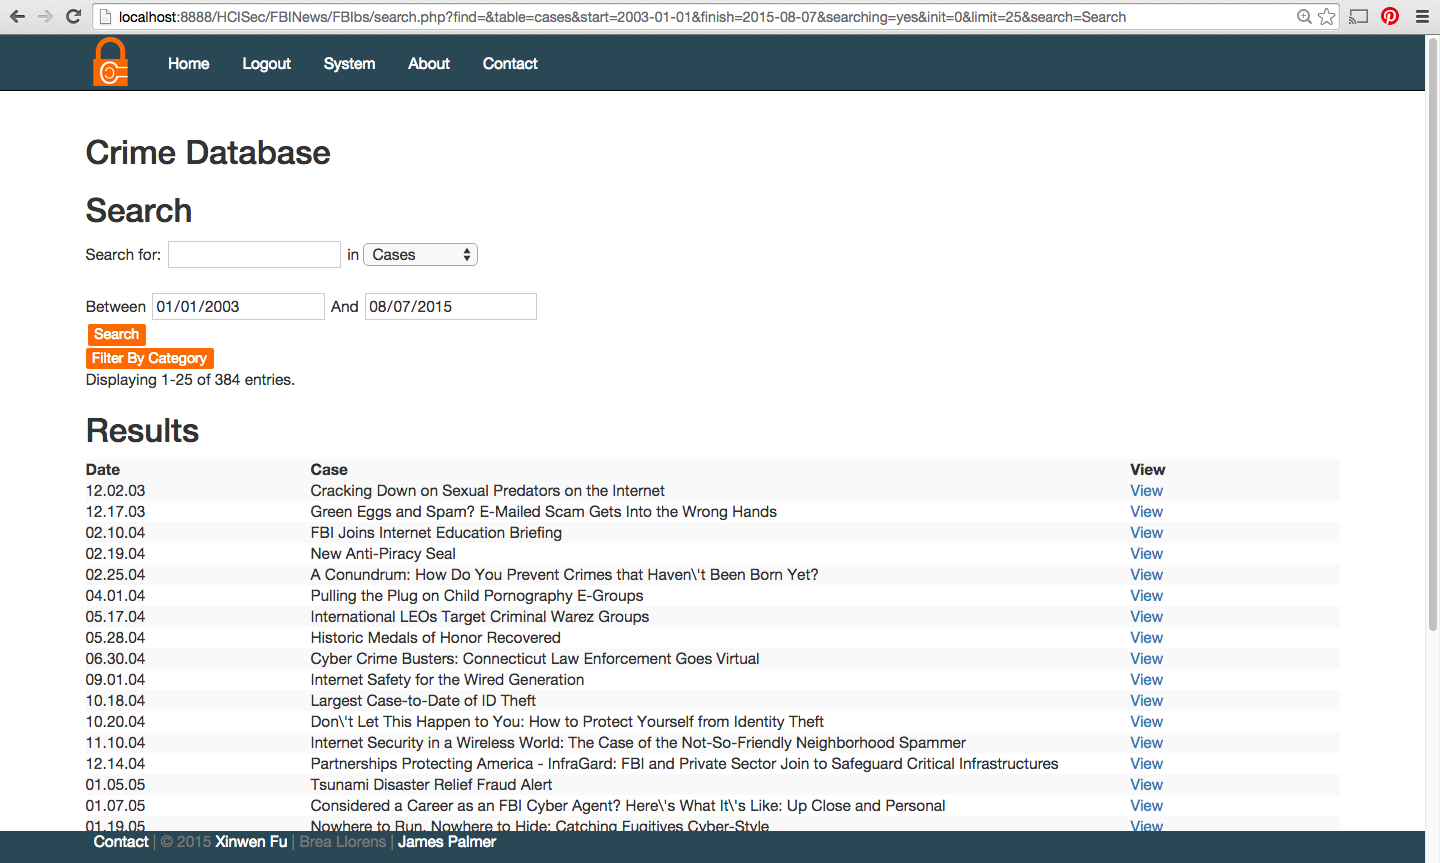 localhost:8888/HCISec/FBINews/FBIbs/search.php?find=&table=cases&start=2003-01-01&finish=2015-08-07&searching=yes&init=0&limit=25&search=Search
Home Logout System About Contact
Crime Database
Search
Search for: in Cases
Between 01/01/2003 And 08/07/2015
Search
Filter By Category
Displaying 1-25 of 384 entries.
Results
Date Case View
12.02.03 Cracking Down on Sexual Predators on the Internet View
12.17.03 Green Eggs and Spam? E-Mailed Scam Gets Into the Wrong Hands View
02.10.04 FBI Joins Internet Education Briefing View
02.19.04 New Anti-Piracy Seal View
02.25.04 A Conundrum: How Do You Prevent Crimes that Haven\'t Been Born Yet? View
04.01.04 Pulling the Plug on Child Pornography E-Groups View
05.17.04 International LEOs Target Criminal Warez Groups View
05.28.04 Historic Medals of Honor Recovered View
06.30.04 Cyber Crime Busters: Connecticut Law Enforcement Goes Virtual View
09.01.04 Internet Safety for the Wired Generation View
10.18.04 Largest Case-to-Date of ID Theft View
10.20.04 Don\'t Let This Happen to You: How to Protect Yourself from Identity Theft View
11.10.04 Internet Security in a Wireless World: The Case of the Not-So-Friendly Neighborhood Spammer View
12.14.04 Partnerships Protecting America - InfraGard: FBI and Private Sector Join to Safeguard Critical Infrastructures View
01.05.05 Tsunami Disaster Relief Fraud Alert View
01.07.05 Considered a Career as an FBI Cyber Agent? Here\'s What It\'s Like: Up Close and Personal View
01.19.05 Nowhere to Run, Nowhere to Hide: Catching Fugitives Cyber-Style View
Contact | © 2015 Xinwen Fu | Brea Llorens | James Palmer